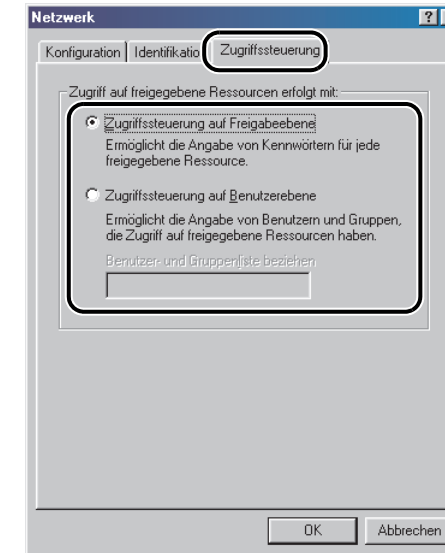 Netzwerk ?
Konfiguration Identifikatio Zugriffssteuerung
Zugriff auf freigegebene Ressourcen erfolgt mit:
Zugriffssteuerung auf Freigabeebene
Ermöglicht die Angabe von Kennwörtern für jede
freigegebene Ressource.
Zugriffssteuerung auf Benutzerebene
Ermöglicht die Angabe von Benutzern und Gruppen,
die Zugriff auf freigegebene Ressourcen haben.
Benutzer- und Gruppenliste beziehen
OK Abbrechen